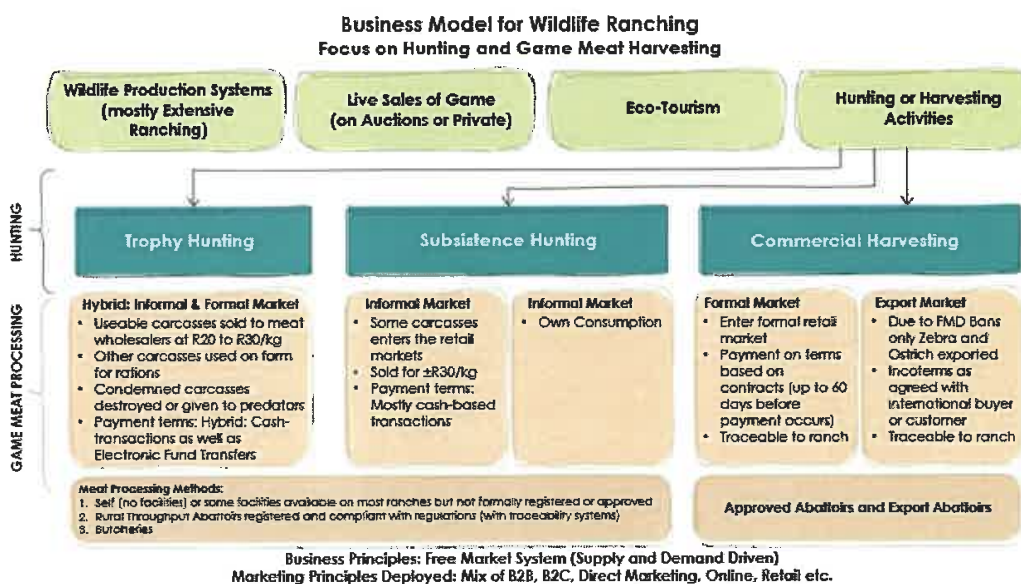 Business Model for Wildlife Ranching
Focus on Hunting and Game Meat Harvesting
Wildlife Production Systems
(mostly Extensive
Ranching)
Live Sales of Game
(on Auctions or Private)
Eco-Tourism
Hunting or Harvesting
Activities
HUNTING
Trophy Hunting
Subsistence Hunting
Commercial Harvesting
GAME MEAT PROCESSING
Hybrid: Informal & Formal Market
• Useable carcasses sold to meat
wholesalers at R20 to R30/kg
• Other carcasses used on form
for rations
• Condemned carcasses
destroyed or given to predators
• Payment terms: Hybrid: Cash-
transactions as well as
Electronic Fund Transfers
Informal Market
• Some carcasses
enters the retail
markets
• Sold for ±R30/kg
• Payment terms:
Mostly cash-based
transactions
Informal Market
• Own Consumption
Formal Market
• Enter formal retail
market
• Payment on terms
based on
contracts (up to 60
days before
payment occurs)
• Traceable to ranch
Export Market
• Due to FMD Bans
only Zebra and
Ostrich exported
• Incoterms as
agreed with
international buyer
or customer
• Traceable to ranch
Meat Processing Methods:
1. Self (no facilities) or some facilities available on most ranches but not formally registered or approved
2. Rural Throughput Abattoirs registered and compliant with regulations (with traceability systems)
3. Butcheries
Approved Abattoirs and Export Abattoirs
Business Principles: Free Market System (Supply and Demand Driven)
Marketing Principles Deployed: Mix of B2B, B2C, Direct Marketing, Online, Retail etc.